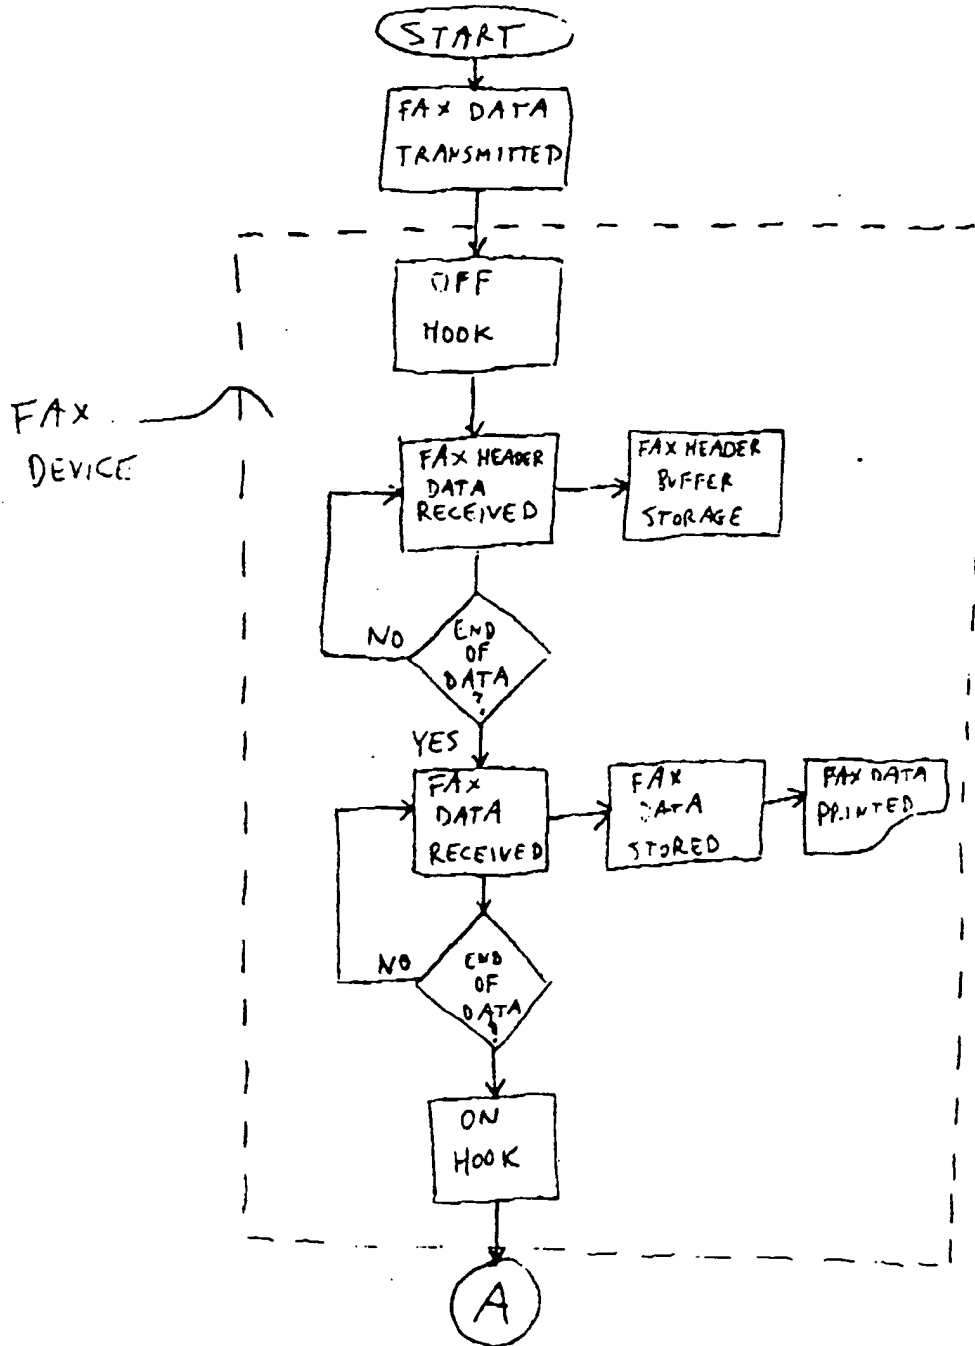 START
FAX DATA
TRANSMITTED
OFF
HOOK
FAX
DEVICE
FAX HEADER
DATA
RECEIVED
FAX HEADER
BUFFER
STORAGE
NO
END
OF
DATA
?
YES
FAX
DATA
RECEIVED
FAX
DATA
STORED
FAX DATA
PRINTED
NO
END
OF
DATA
?
ON
HOOK
A